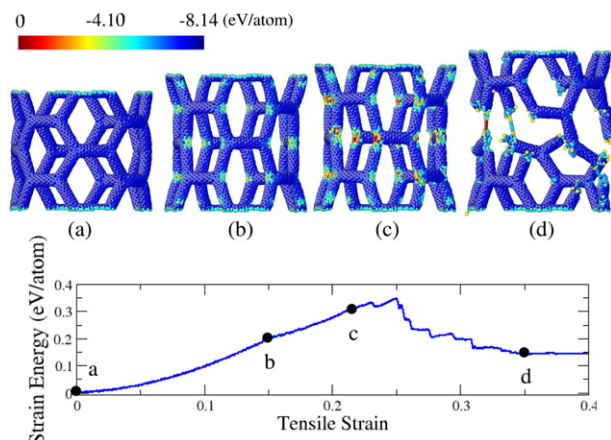 0 -4.10 -8.14 (eV/atom)
(a) (b) (c) (d)
Strain Energy (eV/atom)
0.4
0.3
0.2
0.1
0
a
b
c
d
0 0.1 0.2 0.3 0.4
Tensile Strain